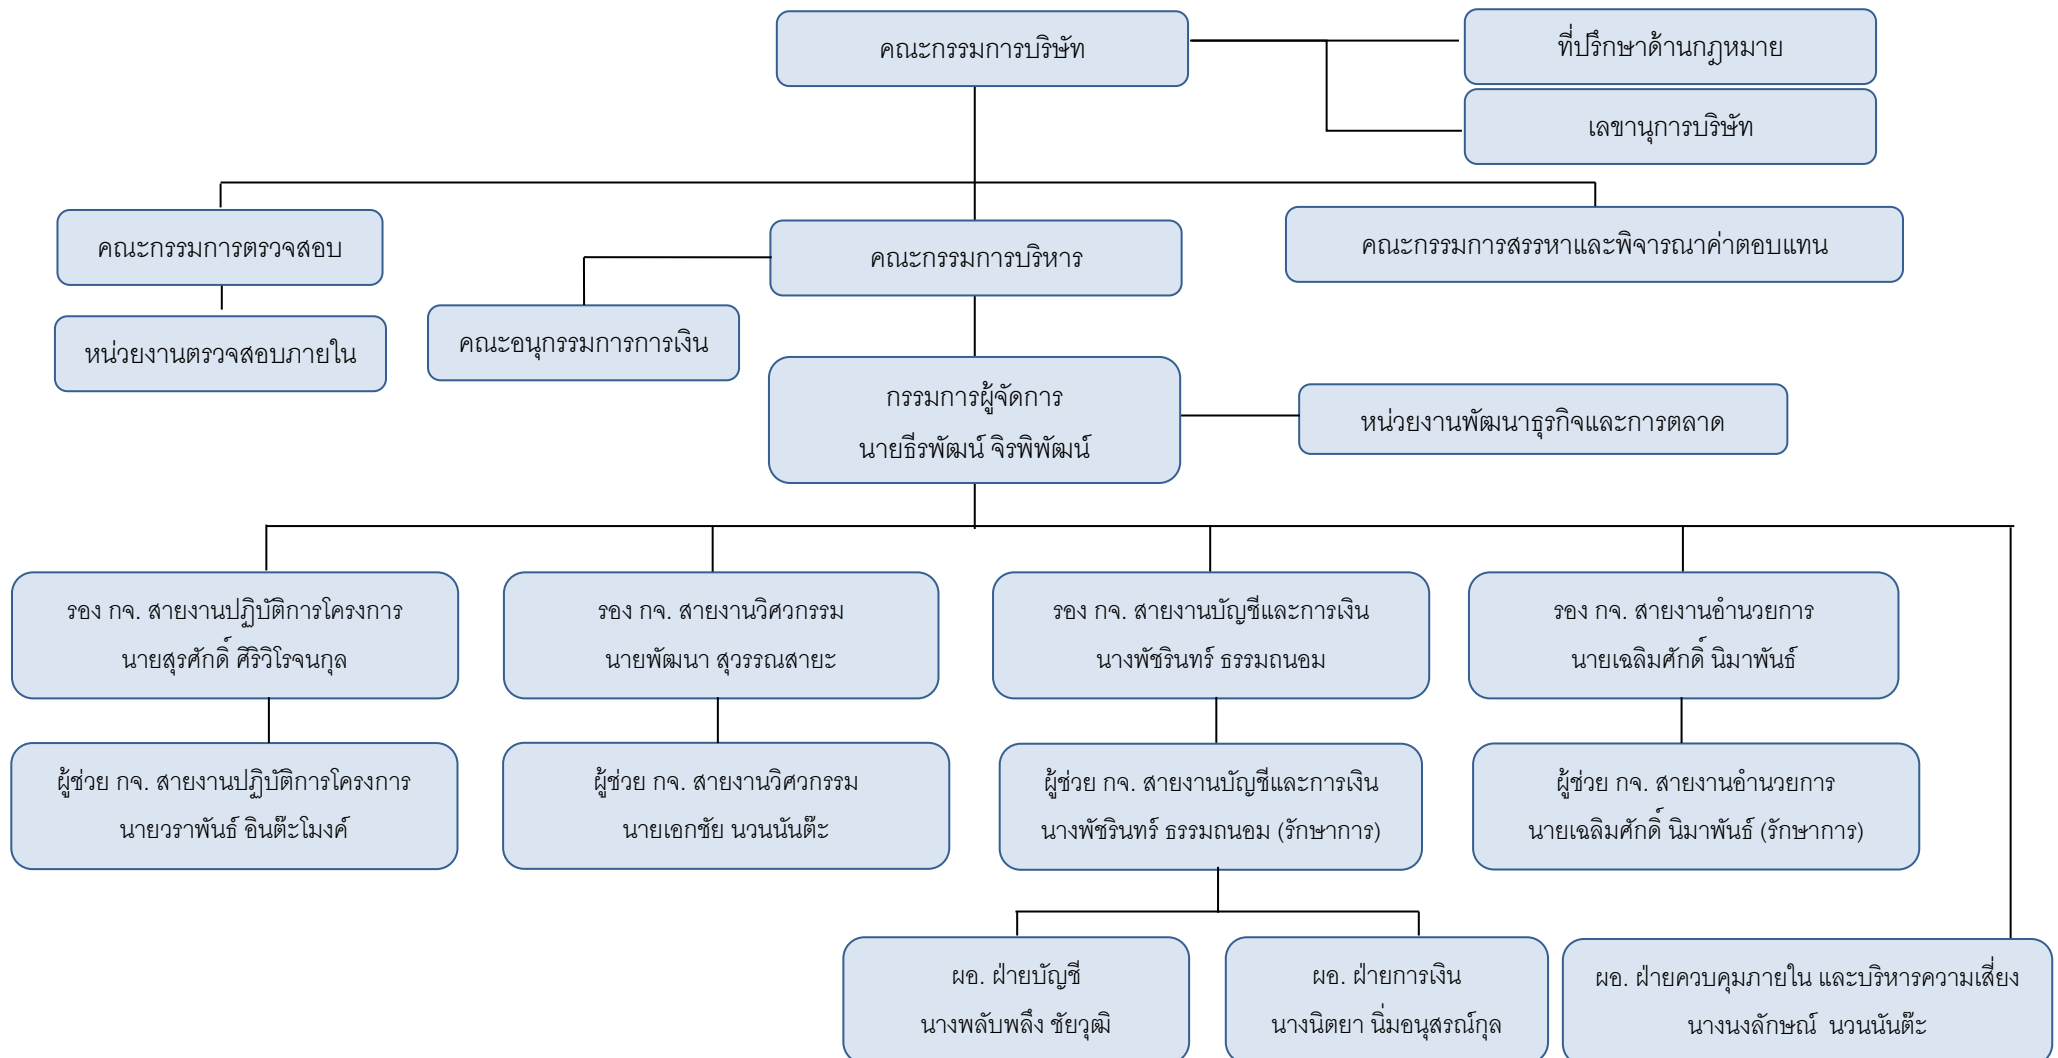 คณะกรรมการบริษัท
ที่ปรึกษาด้านกฎหมาย
เลขานุการบริษัท
คณะกรรมการตรวจสอบ
คณะกรรมการบริหาร
คณะกรรมการสรรหาและพิจารณาค่าตอบแทน
หน่วยงานตรวจสอบภายใน
คณะอนุกรรมการการเงิน
กรรมการผู้จัดการ
นายธีรพัฒน์ จิรพิพัฒน์
หน่วยงานพัฒนาธุรกิจและการตลาด
รอง กจ. สายงานปฏิบัติการโครงการ
นายสุรศักดิ์ ศิริวิโรจนกุล
รอง กจ. สายงานวิศวกรรม
นายพัฒนา สุวรรณสายะ
รอง กจ. สายงานบัญชีและการเงิน
นางพัชรินทร์ ธรรมถนอม
รอง กจ. สายงานอำนวยการ
นายเฉลิมศักดิ์ นิมาพันธ์
ผู้ช่วย กจ. สายงานปฏิบัติการโครงการ
นายวราพันธ์ อินต๊ะโมงค์
ผู้ช่วย กจ. สายงานวิศวกรรม
นายเอกชัย นวนนันต๊ะ
ผู้ช่วย กจ. สายงานบัญชีและการเงิน
นางพัชรินทร์ ธรรมถนอม (รักษาการ)
ผู้ช่วย กจ. สายงานอำนวยการ
นายเฉลิมศักดิ์ นิมาพันธ์ (รักษาการ)
ผอ. ฝ่ายบัญชี
นางพลับพลึง ชัยวุฒิ
ผอ. ฝ่ายการเงิน
นางนิตยา นิ่มอนุสรณ์กุล
ผอ. ฝ่ายควบคุมภายใน และบริหารความเสี่ยง
นางนงลักษณ์ นวนนันต๊ะ